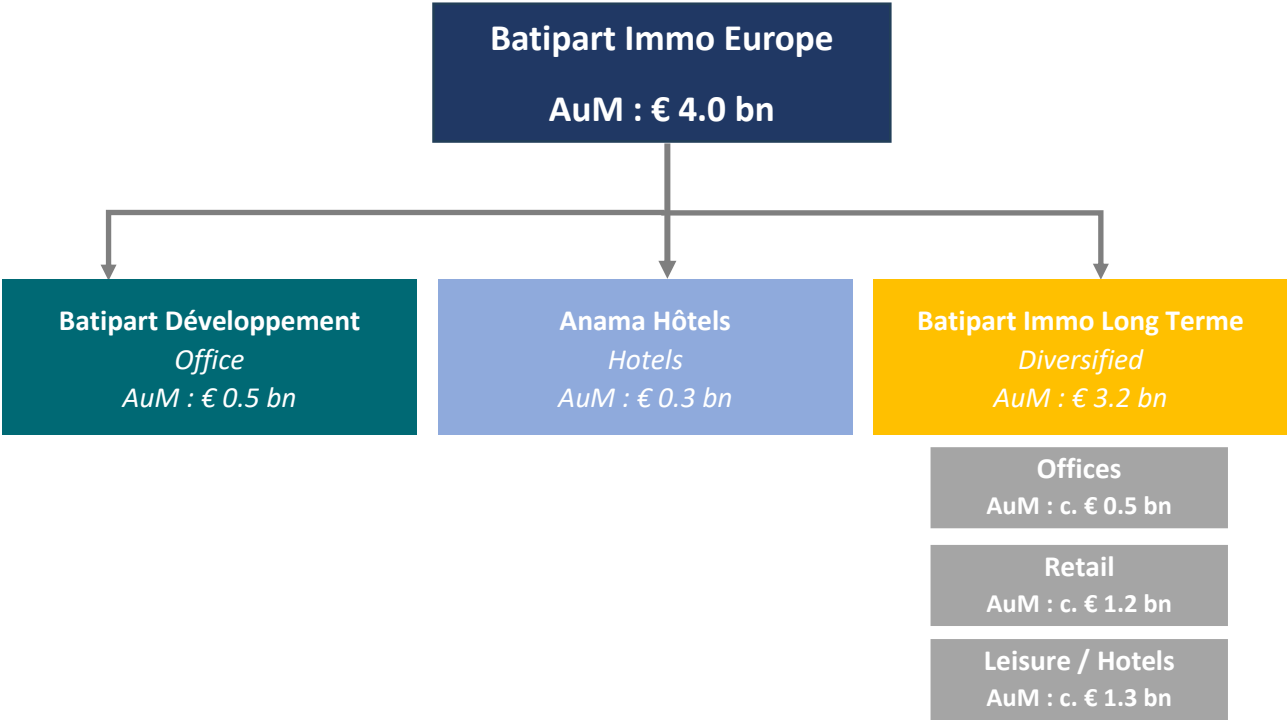 Batipart Immo Europe
AuM : € 4.0 bn
Batipart Développement
Office
AuM : € 0.5 bn
Anama Hôtels
Hotels
AuM : € 0.3 bn
Batipart Immo Long Terme
Diversified
AuM : € 3.2 bn
Offices
AuM : c. € 0.5 bn
Retail
AuM : c. € 1.2 bn
Leisure / Hotels
AuM : c. € 1.3 bn